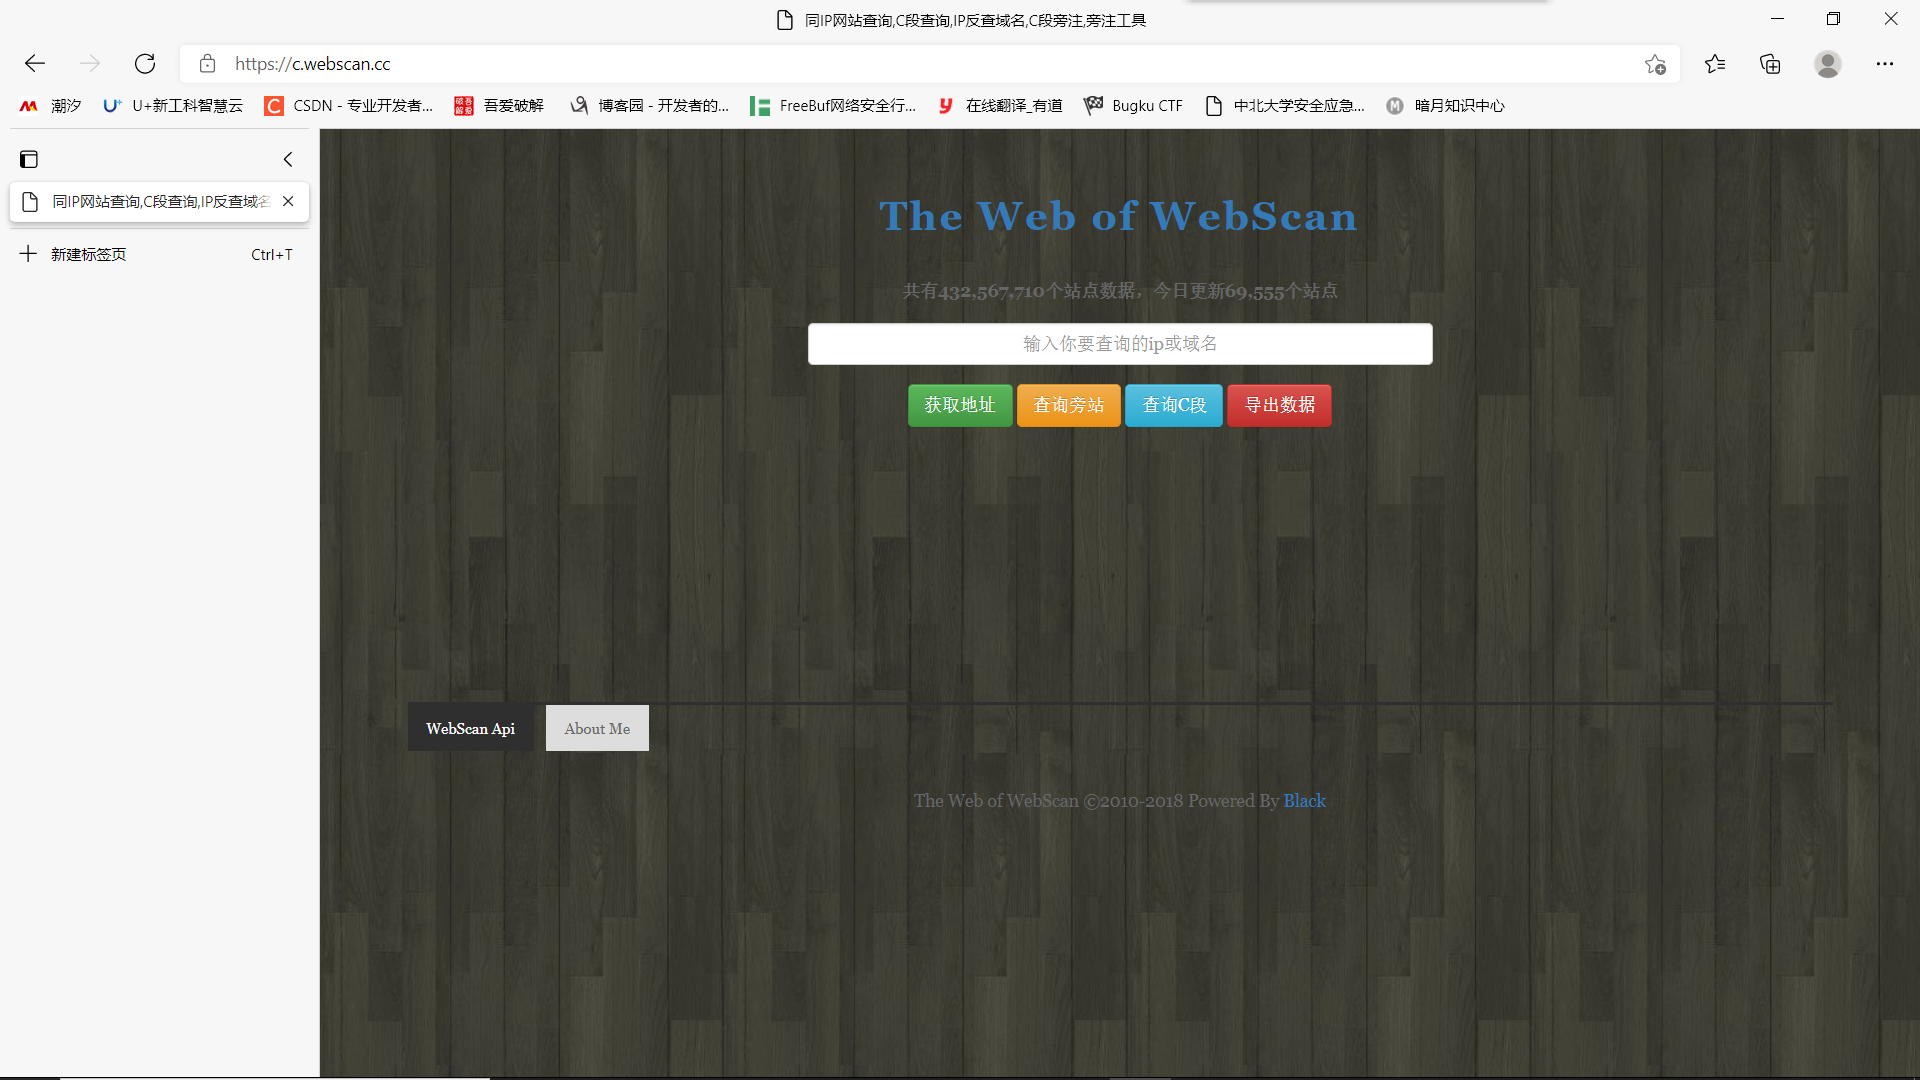 同IP网站查询,C段查询,IP反查域名,C段旁注,旁注工具
https://c.webscan.cc
潮汐
U+新工科智慧云
CSDN - 专业开发者...
吾爱破解
博客园 - 开发者的...
FreeBuf网络安全行...
在线翻译_有道
Bugku CTF
中北大学安全应急...
暗月知识中心
同IP网站查询,C段查询,IP反查域名
新建标签页 Ctrl+T
The Web of WebScan
共有432,567,710个站点数据，今日更新69,555个站点
输入你要查询的ip或域名
获取地址 查询旁站 查询C段 导出数据
WebScan Api About Me
The Web of WebScan ©2010-2018 Powered By Black